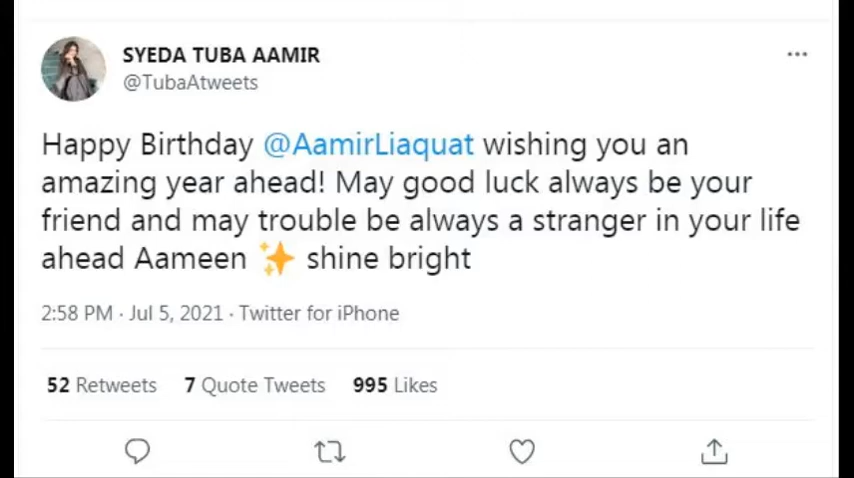 SYEDA TUBA AAMIR
@TubaAtweets
Happy Birthday @AamirLiaquat wishing you an
amazing year ahead! May good luck always be your
friend and may trouble be always a stranger in your life
ahead Aameen ✨ shine bright
2:58 PM · Jul 5, 2021 · Twitter for iPhone
52 Retweets 7 Quote Tweets 995 Likes